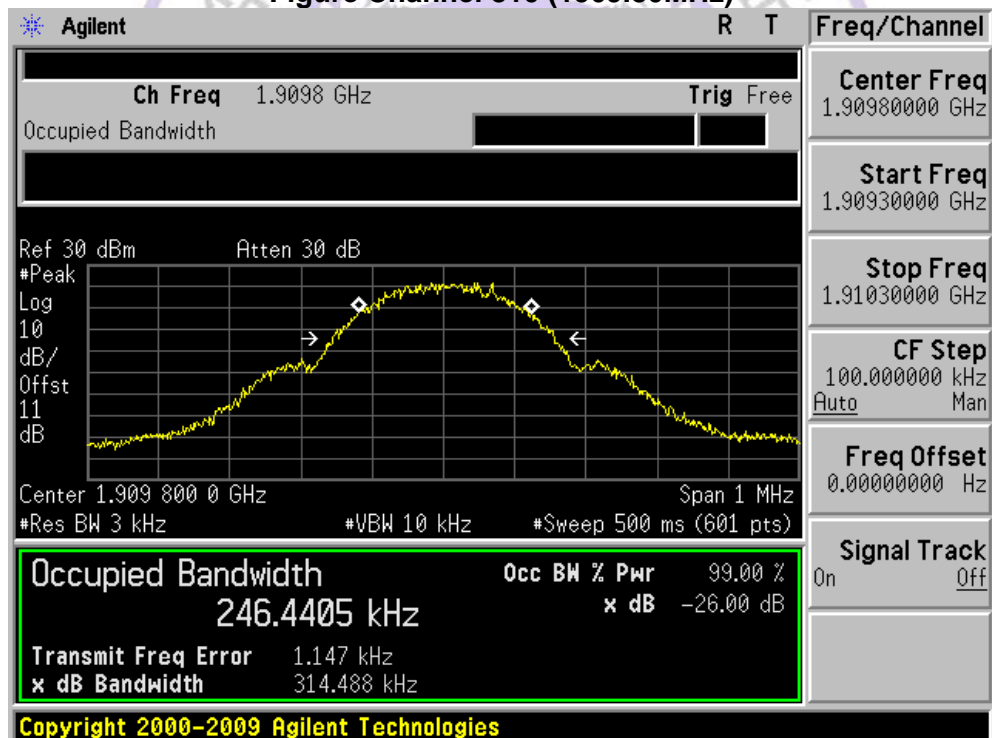 Agilent R T Freq/Channel
Ch Freq 1.9098 GHz Trig Free
Occupied Bandwidth
Center Freq
1.90980000 GHz
Start Freq
1.90930000 GHz
Stop Freq
1.91030000 GHz
CF Step
100.000000 kHz
Auto Man
Freq Offset
0.00000000 Hz
Signal Track
On Off
Ref 30 dBm Atten 30 dB
#Peak
Log
10
dB/
Offst
11
dB
Center 1.909 800 0 GHz Span 1 MHz
#Res BW 3 kHz #VBW 10 kHz #Sweep 500 ms (601 pts)
Occupied Bandwidth Occ BW % Pwr 99.00 %
246.4405 kHz x dB -26.00 dB
Transmit Freq Error 1.147 kHz
x dB Bandwidth 314.488 kHz
Copyright 2000-2009 Agilent Technologies